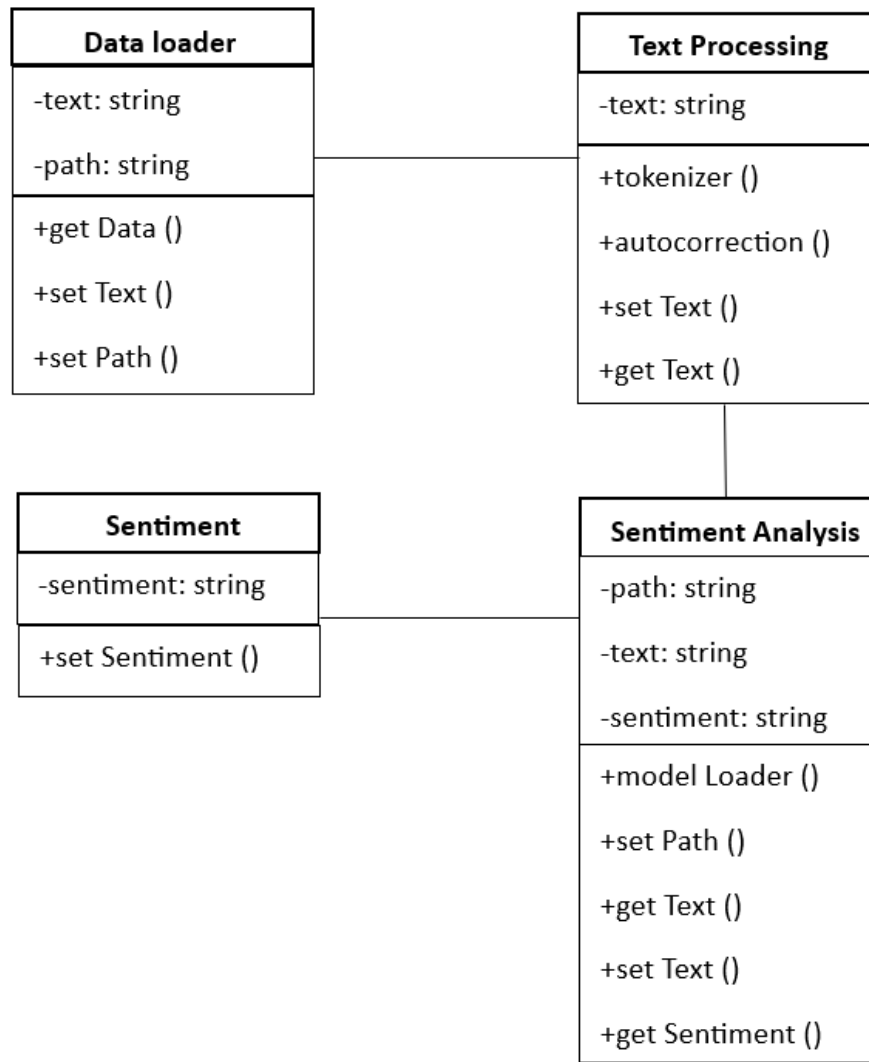 Data loader
-text: string
-path: string
+get Data ()
+set Text ()
+set Path ()
Text Processing
-text: string
+tokenizer ()
+autocorrection ()
+set Text ()
+get Text ()
Sentiment
-sentiment: string
+set Sentiment ()
Sentiment Analysis
-path: string
-text: string
-sentiment: string
+model Loader ()
+set Path ()
+get Text ()
+set Text ()
+get Sentiment ()